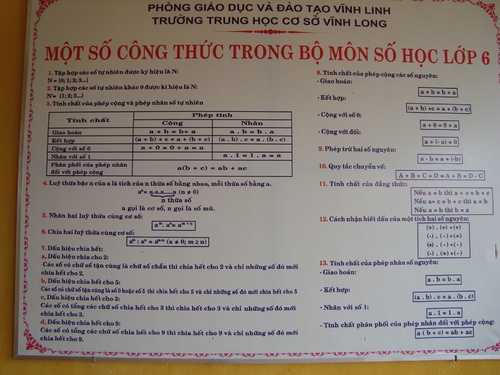 PHÒNG GIÁO DỤC VÀ ĐÀO TẠO VĨNH LINH
TRƯỜNG TRUNG HỌC CƠ SỞ VĨNH LONG
MỘT SỐ CÔNG THỨC TRONG BỘ MÔN SỐ HỌC LỚP 6
1. Tập hợp các số tự nhiên được ký hiệu là N:
N = {0; 1; 2; 3...}
2. Tập hợp các số tự nhiên khác 0 được kí hiệu là N*:
N* {1; 2; 3...}
3. Tính chất của phép cộng và phép nhân số tự nhiên
Tính chất Phép tính
Cộng Nhân
Giao hoán a + b = b + a a . b = b . a
Kết hợp (a + b) + c = a + (b + c) (a . b) . c = a . (b . c)
Cộng với số 0 a + 0 = 0 + a = a
Nhân với số 1 a . 1 = 1 . a = a
Phân phối của phép nhân đối với phép cộng a(b + c) = ab + ac
4. Luỹ thừa bậc n của a là tích của n thừa số bằng nhau, mỗi thừa số bằng a.
aⁿ = a.a.a.....a (n ≠ 0)
n thừa số
a gọi là cơ số, n gọi là số mũ.
5. Nhân hai luỹ thừa cùng cơ số:
aᵐ. aⁿ = aᵐ⁺ⁿ
6. Chia hai luỹ thừa cùng cơ số:
aᵐ : aⁿ = aᵐ⁻ⁿ (a ≠ 0; m ≥ n)
7. Dấu hiệu chia hết:
a, Dấu hiệu chia hết cho 2:
Các số có chữ số tận cùng là chữ số chẵn thì chia hết cho 2 và chỉ những số đó mới
chia hết cho 2.
b, Dấu hiệu chia hết cho 5:
Các số có chữ số tận cùng là số 0 hoặc số 5 thì chia hết cho 5 và chỉ những số đó mới chia hết cho 5
c, Dấu hiệu chia hết cho 3:
Các số có tổng các chữ số chia hết cho 3 thì chia hết cho 3 và chỉ những số đó mới
chia hết cho 3.
d, Dấu hiệu chia hết cho 9:
Các số có tổng các chữ số chia hết cho 9 thì chia hết cho 9 và chỉ những số đó mới
chia hết cho 9.
8. Tính chất của phép cộng các số nguyên:
- Giao hoán:
a + b = b + a
- Kết hợp:
(a + b) + c = a + (b + c)
- Cộng với số 0:
a + 0 = 0 + a
- Cộng với số đối:
a + (- a) = 0
9. Phép trừ hai số nguyên:
a - b = a + (-b)
10. Quy tắc chuyển vế:
A + B + C = D ⇒ A + B = D - C
11. Tính chất của đẳng thức:
Nếu a = b thì a + c = b + c
Nếu a+ c = b + c thì a = b
Nếu a = b thì b = a
12. Cách nhận biết dấu của một tích hai số nguyên:
(+) . (+) → (+)
(-) . (-) → (+)
(+) . (-) → (-)
(-) . (+) → (-)
13. Tính chất của phép nhân số nguyên:
- Giao hoán:
a . b = b . a
- Kết hợp:
(a . b) . c = a . (b . c)
- Nhân với số 1:
a . 1 = 1 . a
- Tính chất phân phối của phép nhân đối với phép cộng:
a ( b + c) = ab + ac